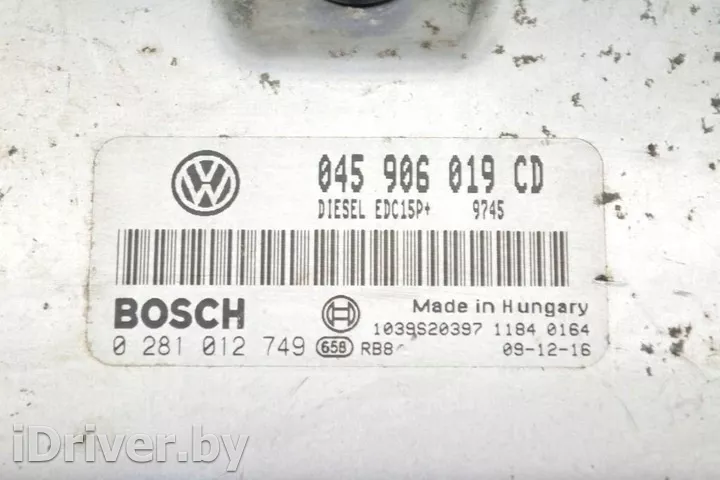 045 906 019 CD
DIESEL EDC15P+ 9745
BOSCH
Made in Hungary
1039S20397 1184 0164
0 281 012 749 658 RB8
09-12-16
iDriver.by